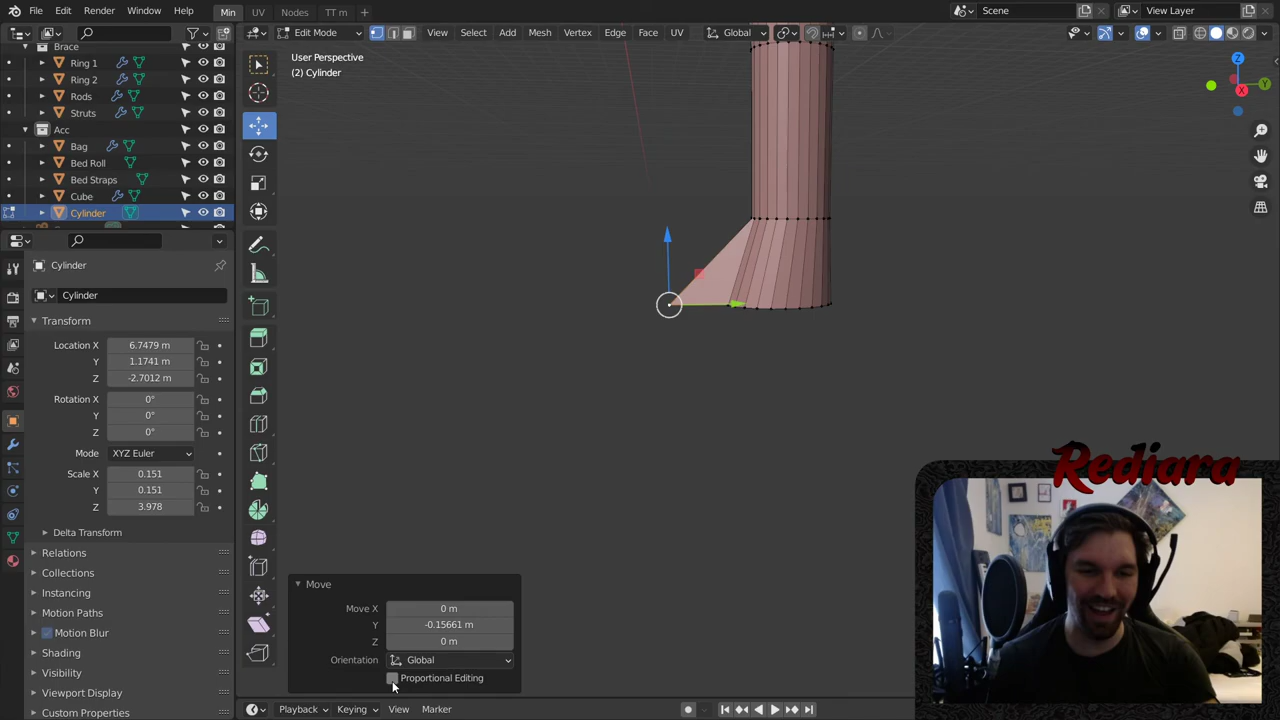 File Edit Render Window Help Min UV Nodes TT m + Scene View Layer
Edit Mode View Select Add Mesh Vertex Edge Face UV Global
Brace
Ring 1
Ring 2
Rods
Struts
Acc
Bag
Bed Roll
Bed Straps
Cube
Cylinder
User Perspective
(2) Cylinder
Z
Y
X
Cylinder
Cylinder
Transform
Location X 6.7479 m
Y 1.1741 m
Z -2.7012 m
Rotation X 0°
Y 0°
Z 0°
Mode XYZ Euler
Scale X 0.151
Y 0.151
Z 3.978
Delta Transform
Relations
Collections
Instancing
Motion Paths
Motion Blur
Shading
Visibility
Viewport Display
Custom Properties
Move
Move X 0 m
Y -0.15661 m
Z 0 m
Orientation Global
Proportional Editing
Playback Keying View Marker
Rediara